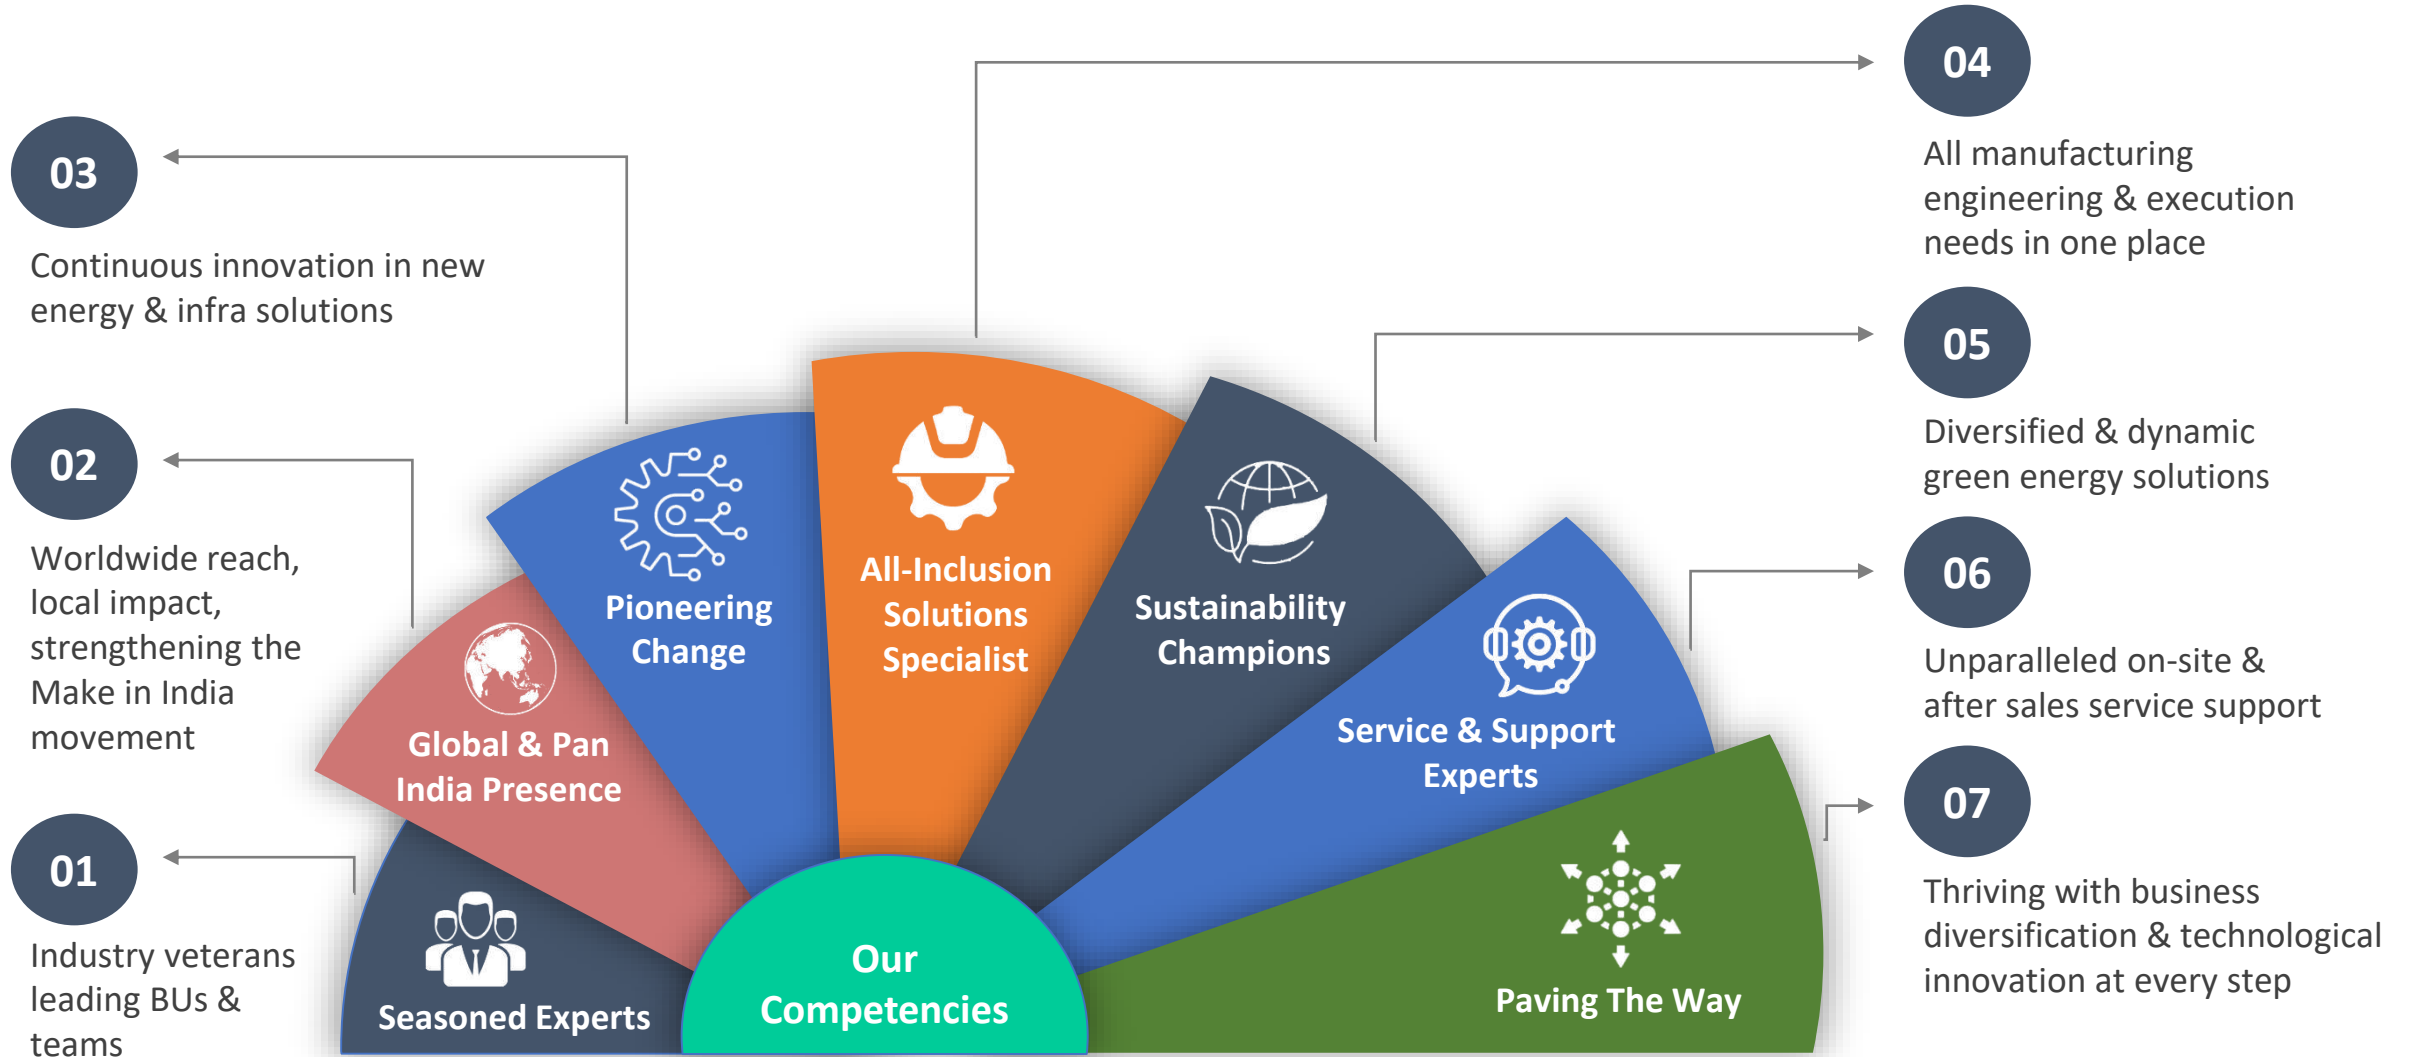 04
All manufacturing
engineering & execution
needs in one place
03
Continuous innovation in new
energy & infra solutions
05
Diversified & dynamic
green energy solutions
02
Worldwide reach,
local impact,
strengthening the
Make in India
movement
06
Unparalleled on-site &
after sales service support
07
Thriving with business
diversification & technological
innovation at every step
01
Industry veterans
leading BUs &
teams
Seasoned Experts
Global & Pan
India Presence
Pioneering
Change
All-Inclusion
Solutions
Specialist
Sustainability
Champions
Service & Support
Experts
Paving The Way
Our
Competencies